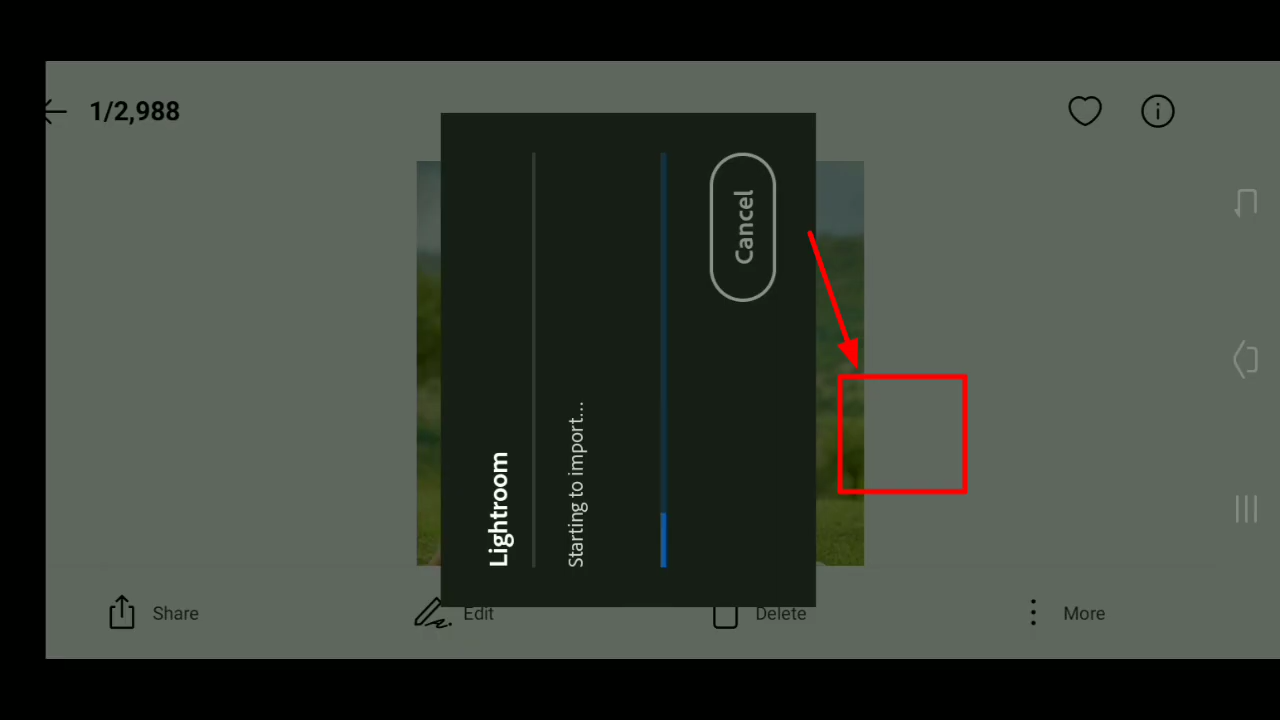 1/2,988
Lightroom
Starting to import...
Cancel
Share
Edit
Delete
More